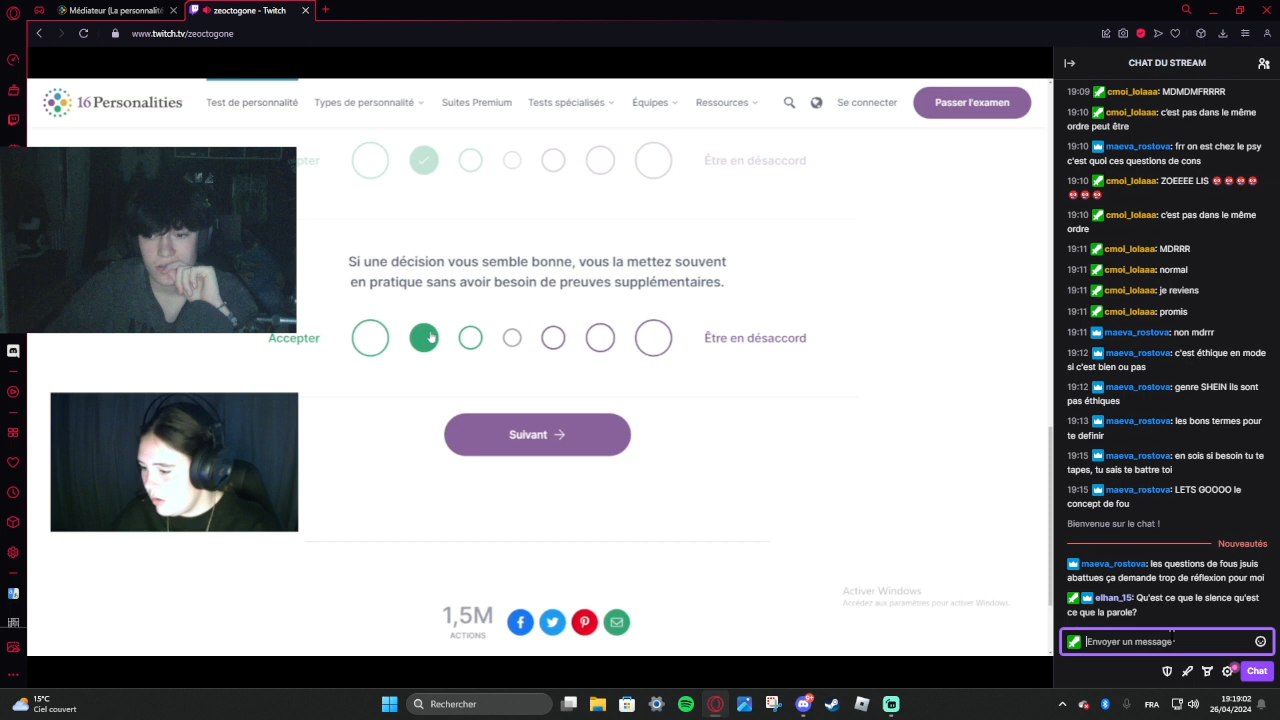 Médiateur (La personnalité
zeoctogone
www.twitch.tv/zeoctogone
16Personalities
Test de personnalité
Types de personnalité
Suites Premium
Tests spécialisés
Équipes
Ressources
Se connecter
Passer l'examen
pter
Être en désaccord
Si une décision vous semble bonne, vous la mettez souvent
en pratique sans avoir besoin de preuves supplémentaires.
Accepter
Être en désaccord
Suivant
1,5M
ACTIONS
Activer Windows
Accédez aux paramètres pour activer Windows.
CHAT DU STREAM
19:09 cmoi_lolaaa: MDMDMFRRRR
19:10 cmoi_lolaaa: c'est pas dans le même
ordre peut être
19:10 maeva_rostova: frr on est chez le psy
c'est quoi ces questions de cons
19:10 cmoi_lolaaa: ZOEEEE LIS
19:10 cmoi_lolaaa: c'est pas dans le même
ordre
19:11 cmoi_lolaaa: MDRRR
19:11 cmoi_lolaaa: normal
19:11 cmoi_lolaaa: je reviens
19:11 cmoi_lolaaa: promis
19:11 maeva_rostova: non mdrrr
19:12 maeva_rostova: c'est éthique en mode
si c'est bien ou pas
19:12 maeva_rostova: genre SHEIN ils sont
pas éthiques
19:13 maeva_rostova: les bons termes pour
te definir
19:15 maeva_rostova: en sois si besoin tu te
tapes, tu sais te battre toi
19:15 maeva_rostova: LETS GOOOO le
concept de fou
Bienvenue sur le chat !
Nouveautés
maeva_rostova: les questions de fous jsuis
abattues ça demande trop de réflexion pour moi
elhan_15: Qu'est ce que le slence qu'est
ce que la parole?
Envoyer un message
Chat
15°C
Ciel couvert
Rechercher
FRA
19:19:02
26/04/2024